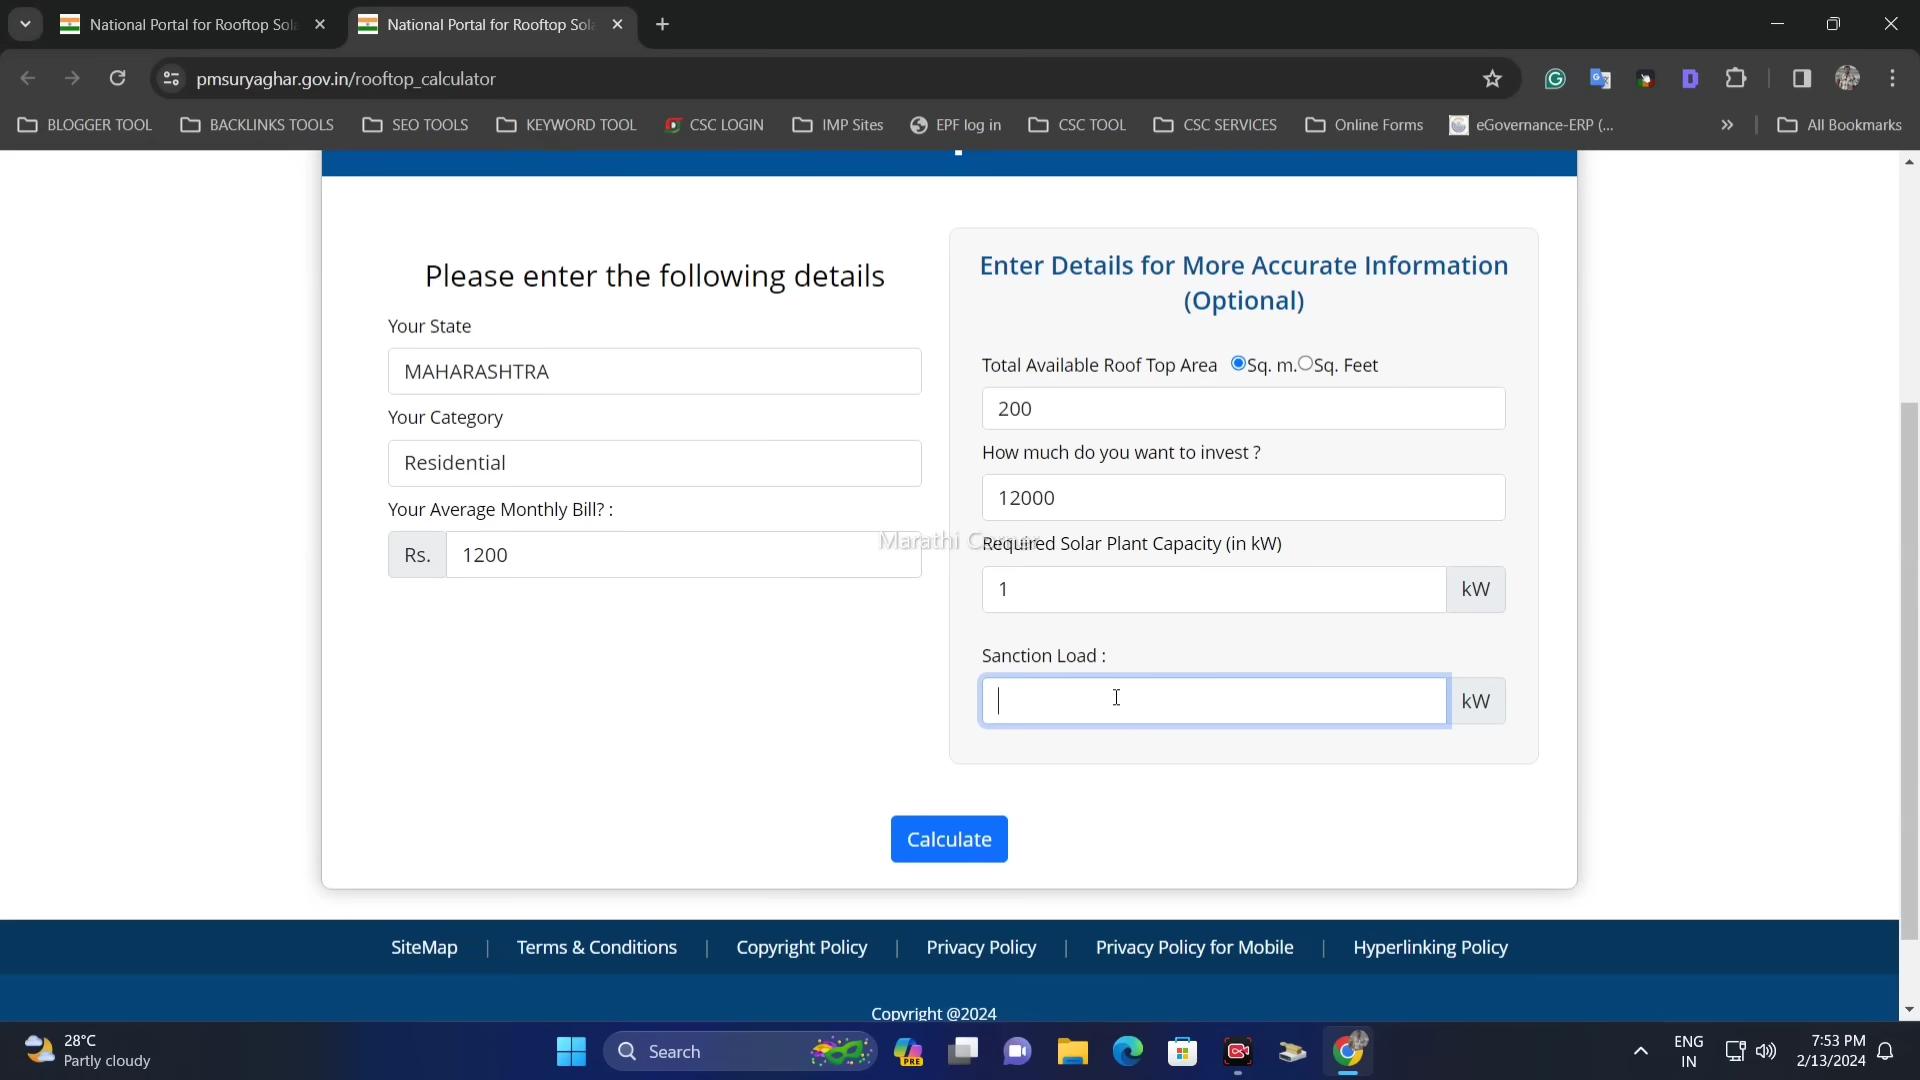 National Portal for Rooftop Sol
National Portal for Rooftop Sol
pmsuryaghar.gov.in/rooftop_calculator
BLOGGER TOOL
BACKLINKS TOOLS
SEO TOOLS
KEYWORD TOOL
CSC LOGIN
IMP Sites
EPF log in
CSC TOOL
CSC SERVICES
Online Forms
eGovernance-ERP (...
»
All Bookmarks
Please enter the following details
Your State
MAHARASHTRA
Your Category
Residential
Your Average Monthly Bill? :
Rs.
1200
Enter Details for More Accurate Information
(Optional)
Total Available Roof Top Area Sq. m. Sq. Feet
200
How much do you want to invest ?
12000
Marathi Corner
Required Solar Plant Capacity (in kW)
1
kW
Sanction Load :
kW
Calculate
SiteMap | Terms & Conditions | Copyright Policy | Privacy Policy | Privacy Policy for Mobile | Hyperlinking Policy
Copyright @2024
28°C
Partly cloudy
Search
PRE
ENG
IN
7:53 PM
2/13/2024